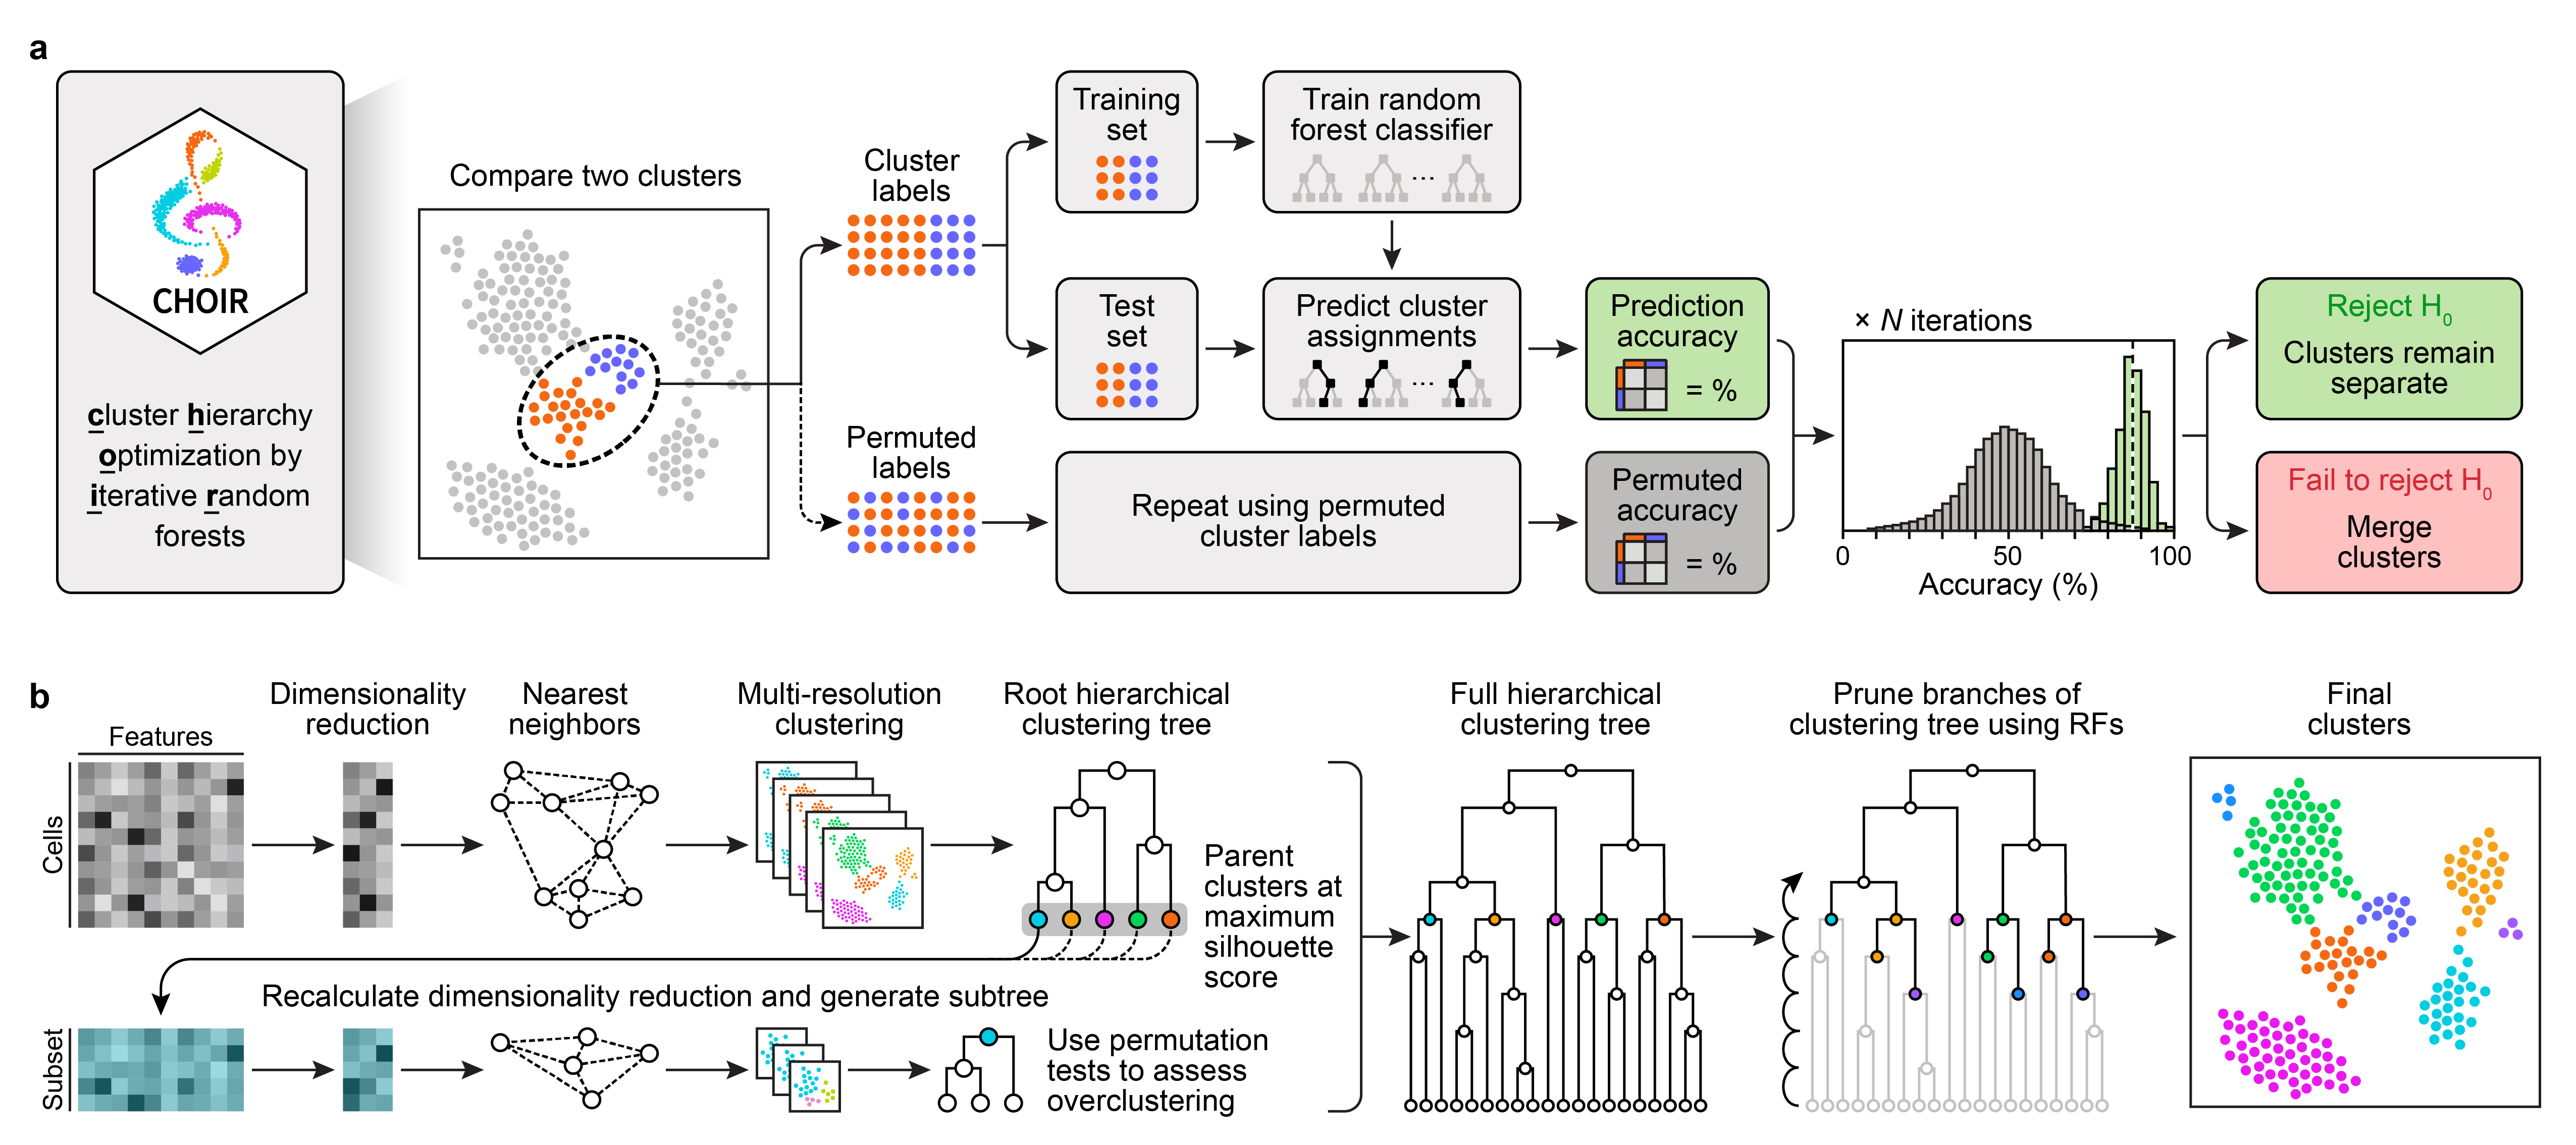 a
CHOIR
cluster hierarchy
optimization by
iterative random
forests
Compare two clusters
Cluster
labels
Permuted
labels
Training
set
Train random
forest classifier
...
Test
set
Predict cluster
assignments
...
Prediction
accuracy
= %
Repeat using permuted
cluster labels
Permuted
accuracy
= %
× N iterations
0 50 100
Accuracy (%)
Reject H0
Clusters remain
separate
Fail to reject H0
Merge
clusters
b
Features
Cells
Dimensionality
reduction
Nearest
neighbors
Multi-resolution
clustering
Root hierarchical
clustering tree
Parent
clusters at
maximum
silhouette
score
Full hierarchical
clustering tree
Prune branches of
clustering tree using RFs
Final
clusters
Recalculate dimensionality reduction and generate subtree
Subset
Use permutation
tests to assess
overclustering